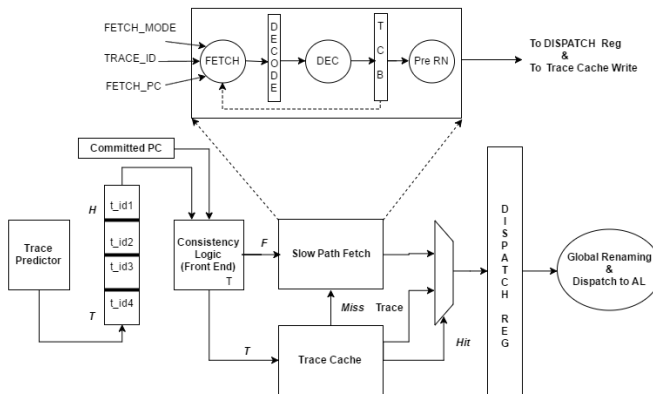 FETCH_MODE
TRACE_ID
FETCH_PC
FETCH
DECODE
DEC
TCB
Pre RN
To DISPATCH Reg
&
To Trace Cache Write
Committed PC
H
t_id1
t_id2
t_id3
t_id4
T
Trace
Predictor
Consistency
Logic
(Front End)
T
F
T
Slow Path Fetch
Miss
Trace
Trace Cache
Hit
DISPATCH REG
Global Renaming
&
Dispatch to AL